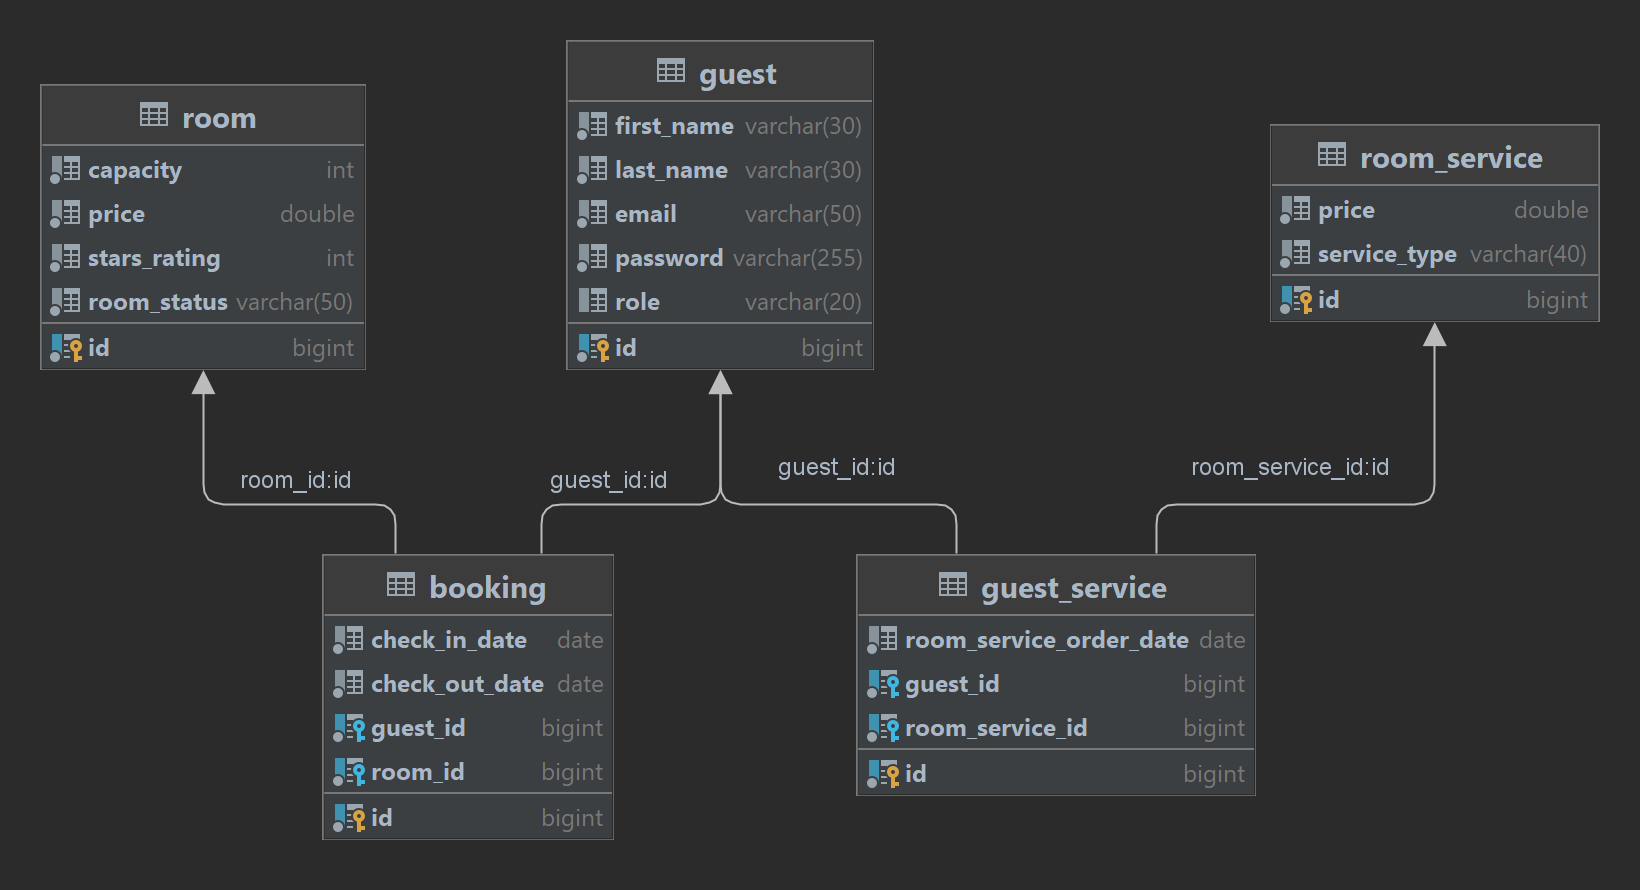 room
capacity int
price double
stars_rating int
room_status varchar(50)
id bigint
guest
first_name varchar(30)
last_name varchar(30)
email varchar(50)
password varchar(255)
role varchar(20)
id bigint
room_service
price double
service_type varchar(40)
id bigint
room_id:id
guest_id:id
guest_id:id
room_service_id:id
booking
check_in_date date
check_out_date date
guest_id bigint
room_id bigint
id bigint
guest_service
room_service_order_date date
guest_id bigint
room_service_id bigint
id bigint